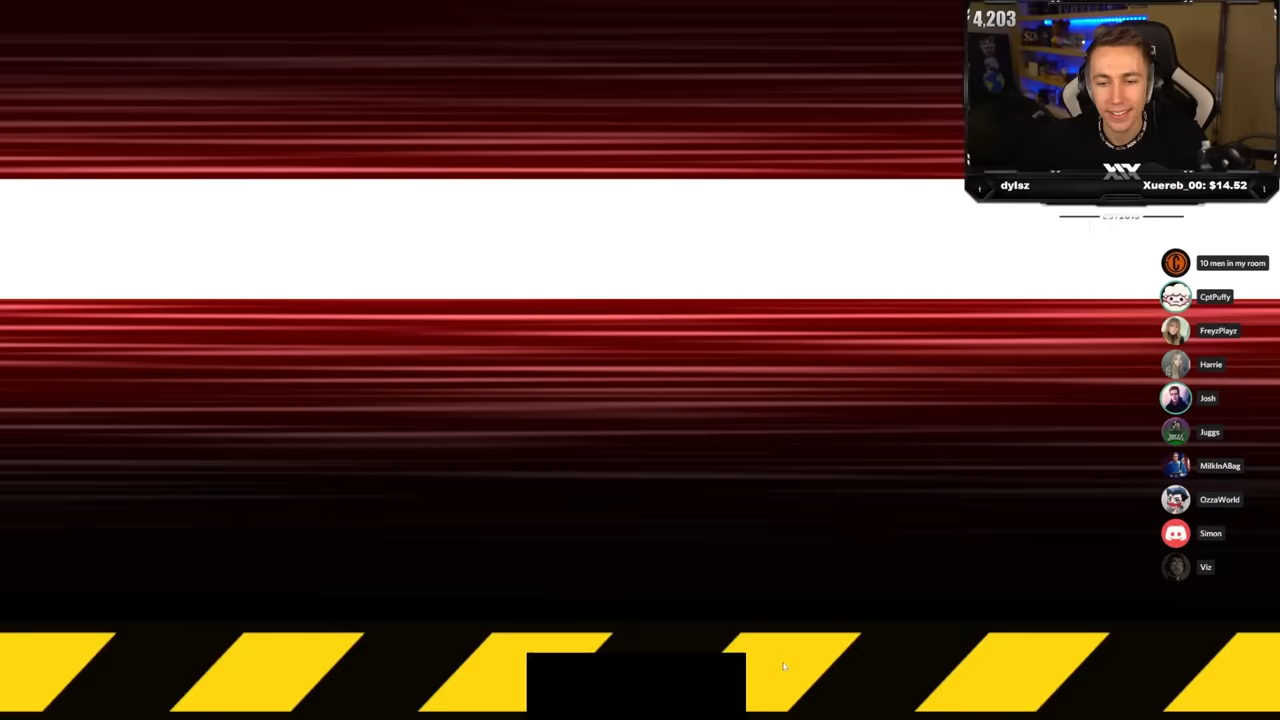 4,203
XIX
dylsz
Xuereb_00: $14.52
10 men in my room
CptPuffy
FreyzPlayz
Harrie
Josh
Juggs
MilkInABag
OzzaWorld
Simon
Viz